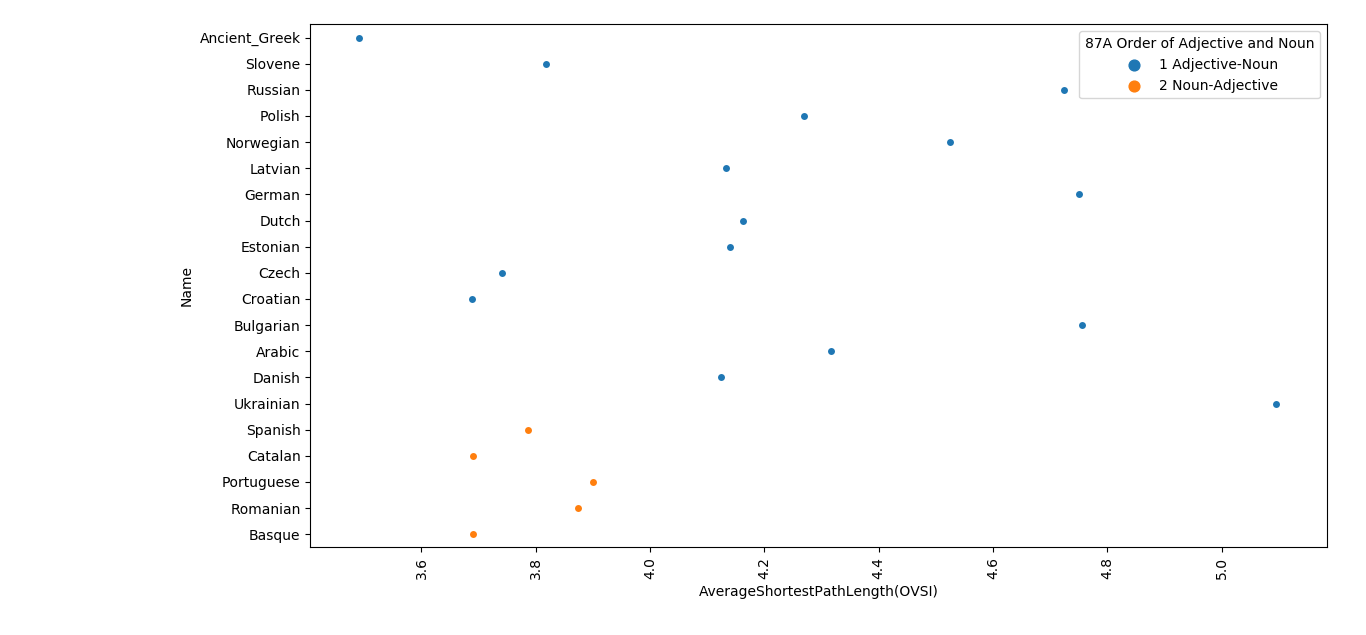 Ancient_Greek
Slovene
Russian
Polish
Norwegian
Latvian
German
Dutch
Estonian
Czech
Croatian
Bulgarian
Arabic
Danish
Ukrainian
Spanish
Catalan
Portuguese
Romanian
Basque
Name
87A Order of Adjective and Noun
1 Adjective-Noun
2 Noun-Adjective
3.6
3.8
4.0
4.2
4.4
4.6
4.8
5.0
AverageShortestPathLength(OVSI)